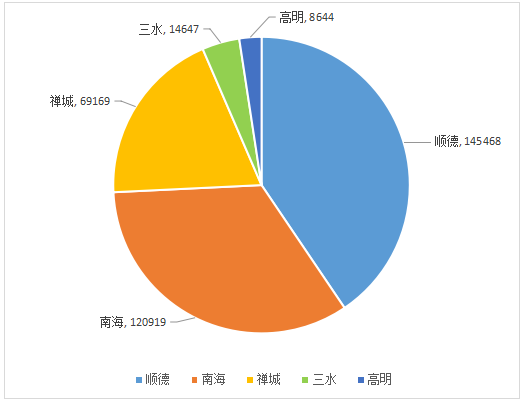 高明, 8644
三水, 14647
禅城, 69169
顺德, 145468
南海, 120919
顺德 南海 禅城 三水 高明